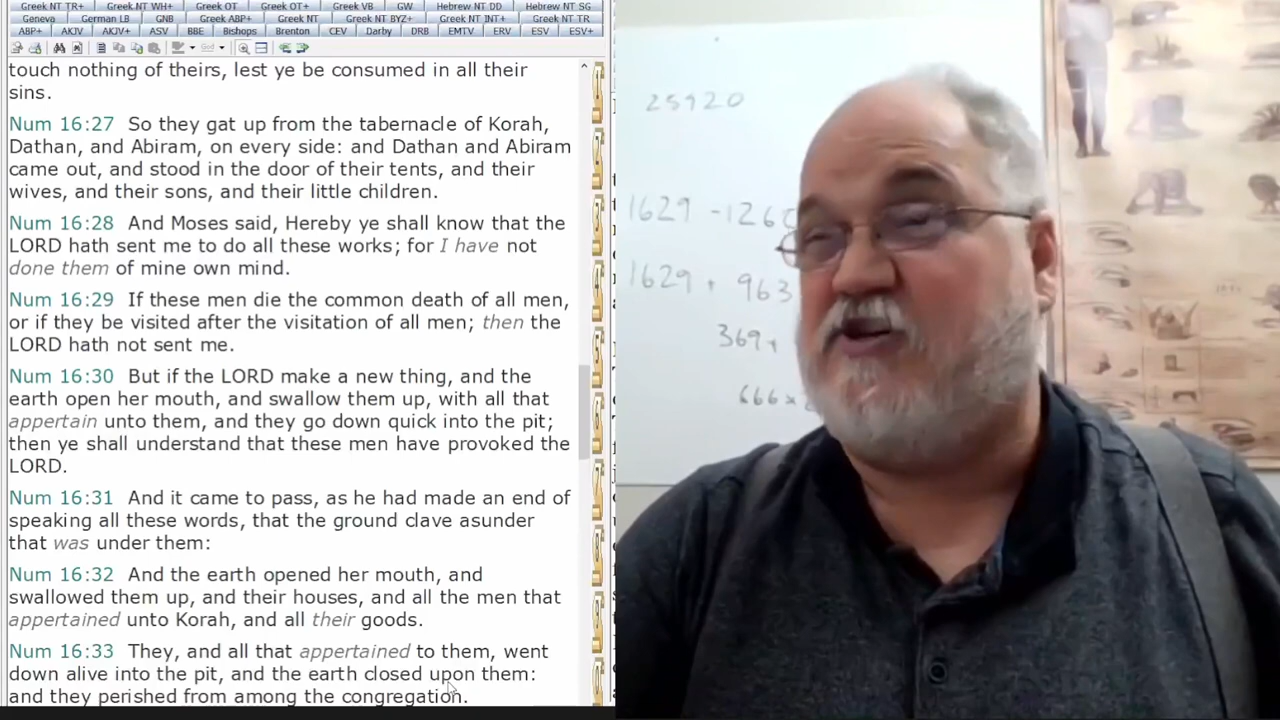 Greek NT TR+ Greek NT WH+ Greek OT Greek OT+ Greek VB GW Hebrew NT DD Hebrew NT SG
Geneva German LB GNB Greek ABP+ Greek NT Greek NT BYZ+ Greek NT INT+ Greek NT TR
ABP+ AKJV AKJV+ ASV BBE Bishops Brenton CEV Darby DRB EMTV ERV ESV ESV+
touch nothing of theirs, lest ye be consumed in all their
sins.
Num 16:27 So they gat up from the tabernacle of Korah,
Dathan, and Abiram, on every side: and Dathan and Abiram
came out, and stood in the door of their tents, and their
wives, and their sons, and their little children.
Num 16:28 And Moses said, Hereby ye shall know that the
LORD hath sent me to do all these works; for I have not
done them of mine own mind.
Num 16:29 If these men die the common death of all men,
or if they be visited after the visitation of all men; then the
LORD hath not sent me.
Num 16:30 But if the LORD make a new thing, and the
earth open her mouth, and swallow them up, with all that
appertain unto them, and they go down quick into the pit;
then ye shall understand that these men have provoked the
LORD.
Num 16:31 And it came to pass, as he had made an end of
speaking all these words, that the ground clave asunder
that was under them:
Num 16:32 And the earth opened her mouth, and
swallowed them up, and their houses, and all the men that
appertained unto Korah, and all their goods.
Num 16:33 They, and all that appertained to them, went
down alive into the pit, and the earth closed upon them:
and they perished from among the congregation.
25920
1629 -126
1629 + 963
369+
666x